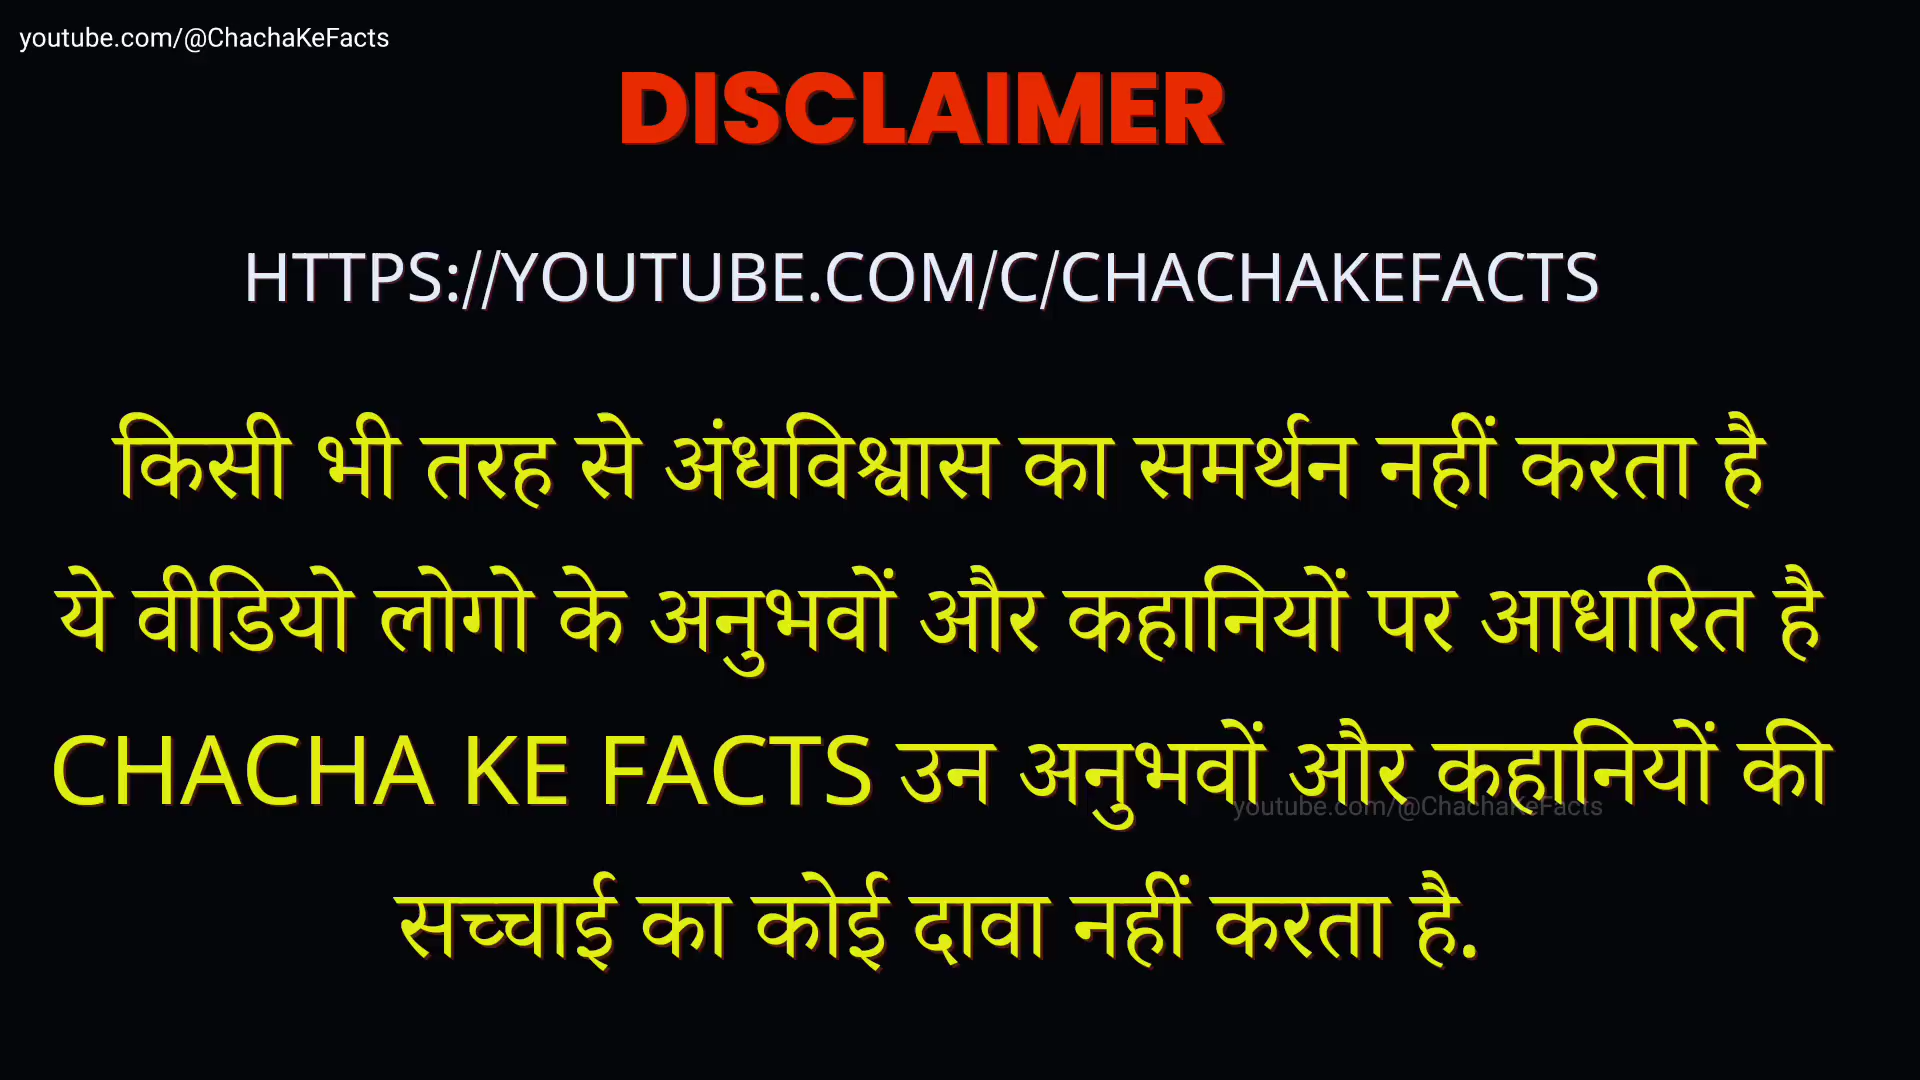 youtube.com/@ChachaKeFacts
DISCLAIMER
HTTPS://YOUTUBE.COM/C/CHACHAKEFACTS
किसी भी तरह से अंधविश्वास का समर्थन नहीं करता है
ये वीडियो लोगो के अनुभवों और कहानियों पर आधारित है
CHACHA KE FACTS उन अनुभवों और कहानियों की
youtube.com/@ChachaKeFacts
सच्चाई का कोई दावा नहीं करता है.